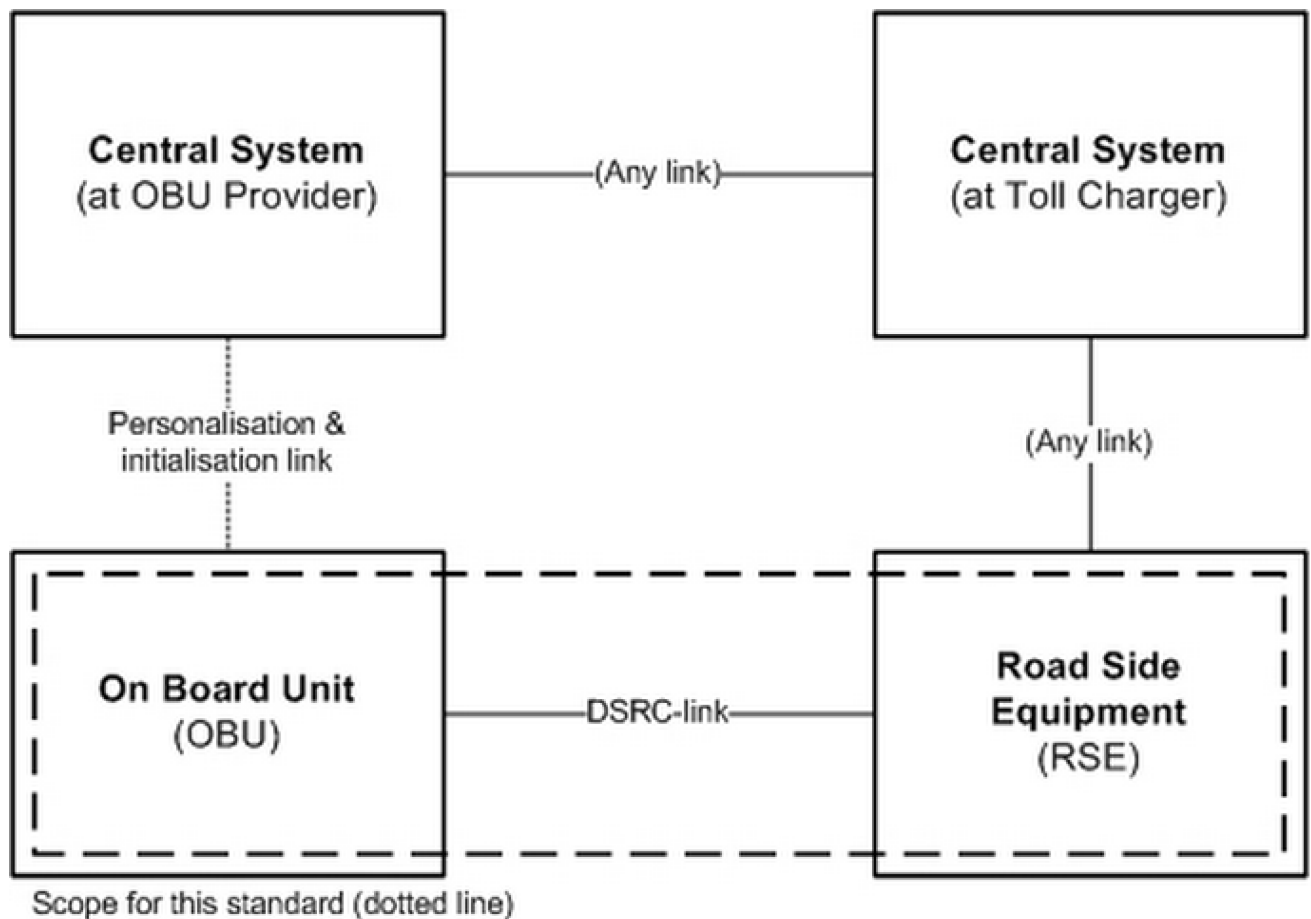 Central System
(at OBU Provider)
(Any link)
Central System
(at Toll Charger)
Personalisation &
initialisation link
(Any link)
On Board Unit
(OBU)
DSRC-link
Road Side
Equipment
(RSE)
Scope for this standard (dotted line)